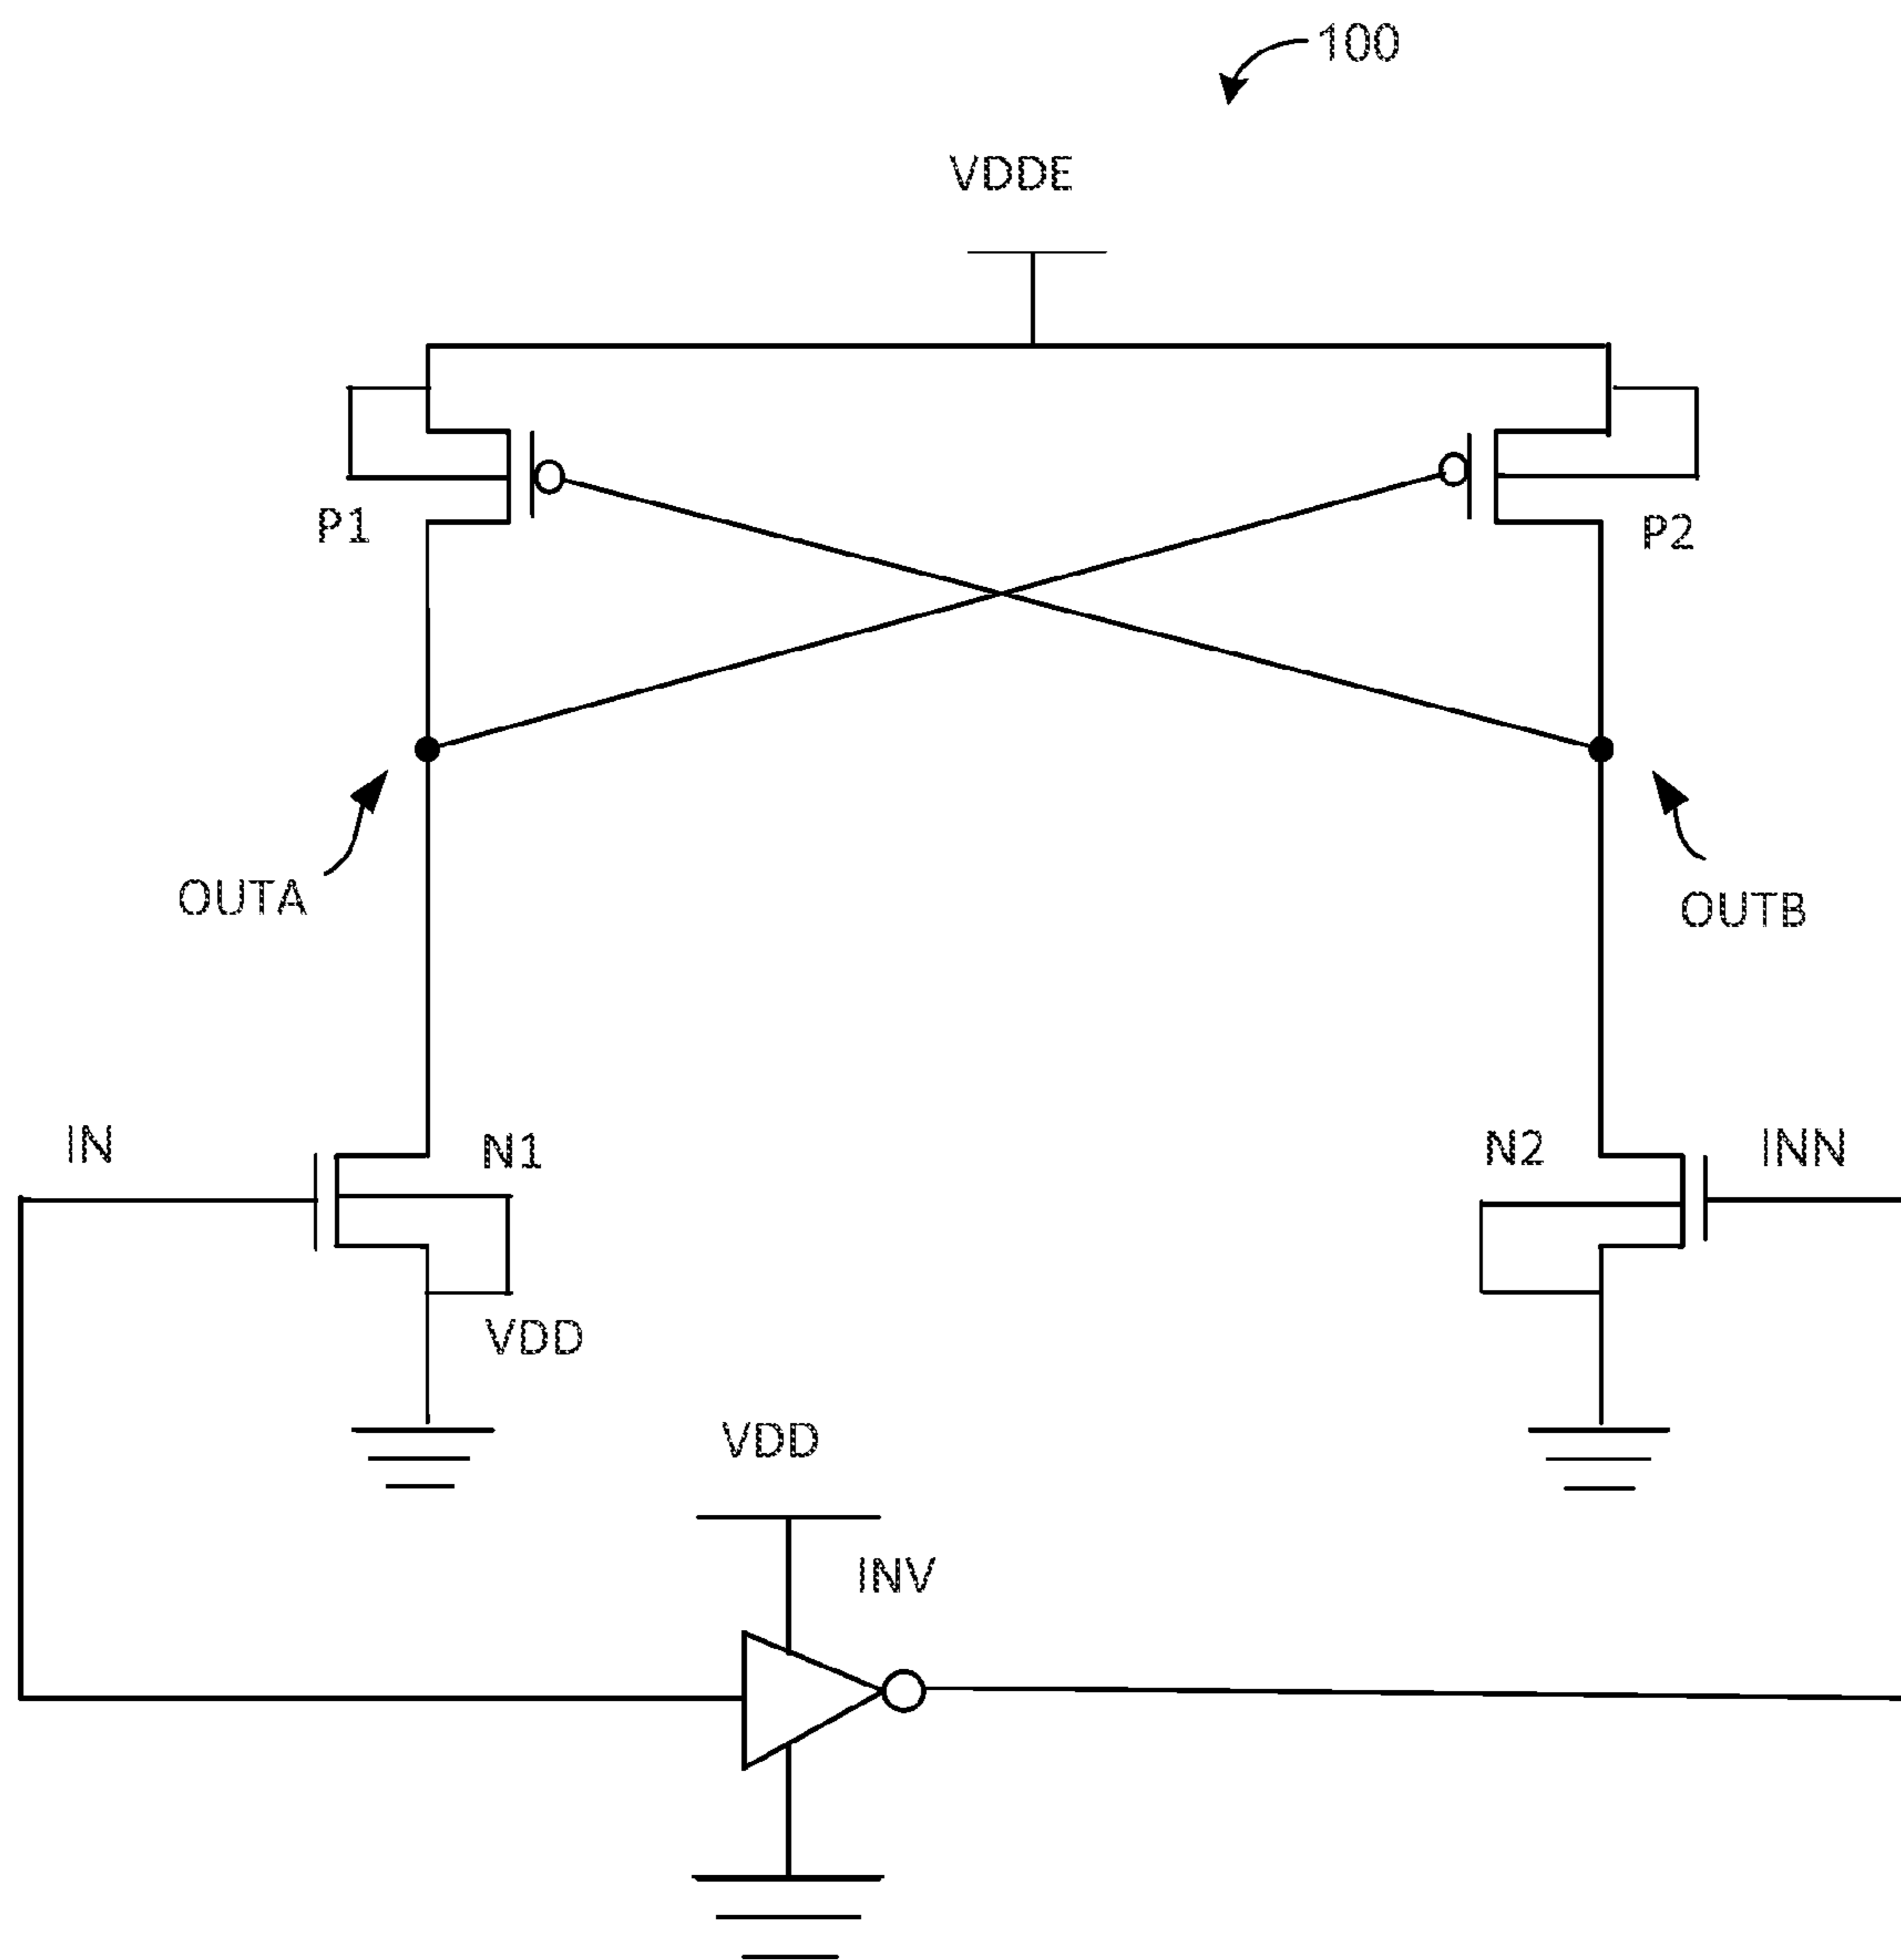 100
VDDE
P1
P2
OUTA
OUTB
IN
N1
N2
INN
VDD
VDD
INV